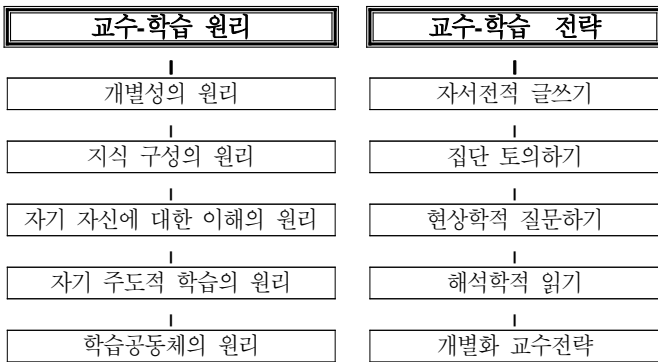 교수-학습 원리
개별성의 원리
지식 구성의 원리
자기 자신에 대한 이해의 원리
자기 주도적 학습의 원리
학습공동체의 원리
교수-학습 전략
자서전적 글쓰기
집단 토의하기
현상학적 질문하기
해석학적 읽기
개별화 교수전략